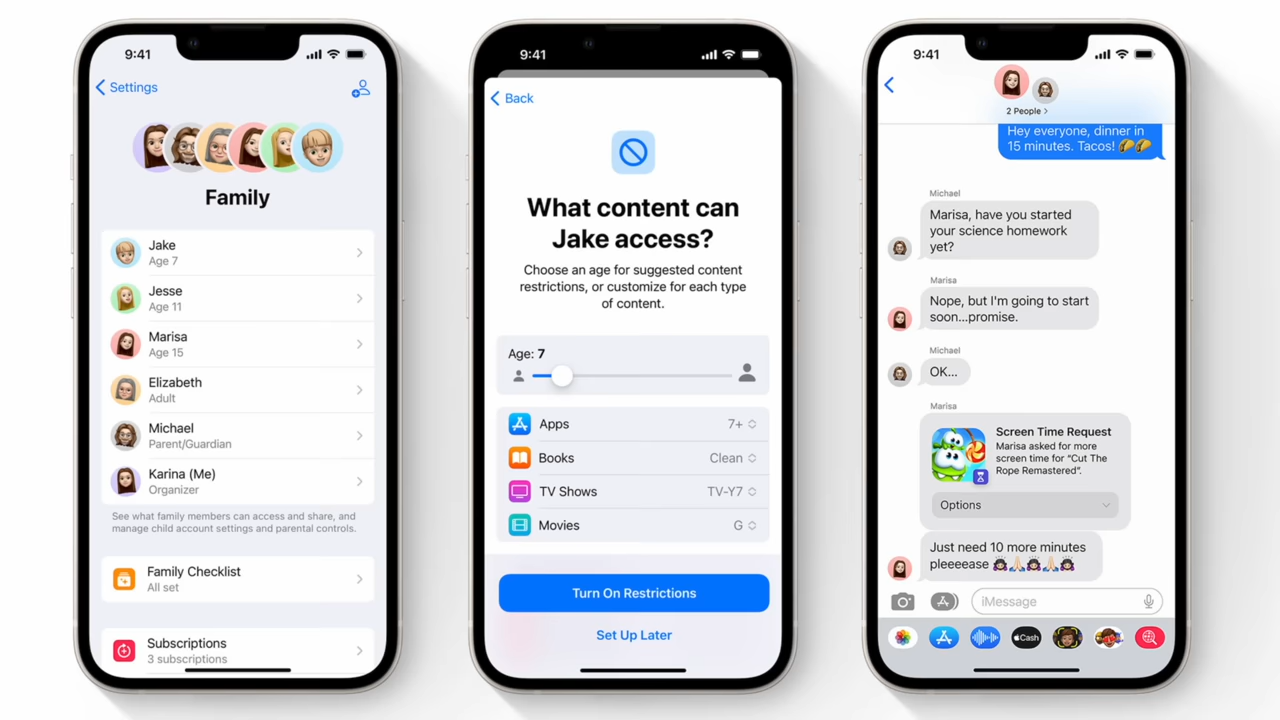 9:41
Settings
Family
Jake
Age 7
Jesse
Age 11
Marisa
Age 15
Elizabeth
Adult
Michael
Parent/Guardian
Karina (Me)
Organizer
See what family members can access and share, and
manage child account settings and parental controls.
Family Checklist
All set
Subscriptions
3 subscriptions
9:41
Back
What content can
Jake access?
Choose an age for suggested content
restrictions, or customize for each type
of content.
Age: 7
Apps 7+
Books Clean
TV Shows TV-Y7
Movies G
Turn On Restrictions
Set Up Later
9:41
2 People >
Hey everyone, dinner in
15 minutes. Tacos! 🌮🌮
Michael
Marisa, have you started
your science homework
yet?
Marisa
Nope, but I'm going to start
soon...promise.
Michael
OK...
Marisa
Screen Time Request
Marisa asked for more
screen time for “Cut The
Rope Remastered”.
Options
Just need 10 more minutes
pleeeease 🙇🏻‍♀️🙏🏻🙇🏻‍♀️🙏🏻🙇🏻‍♀️
iMessage
Cash